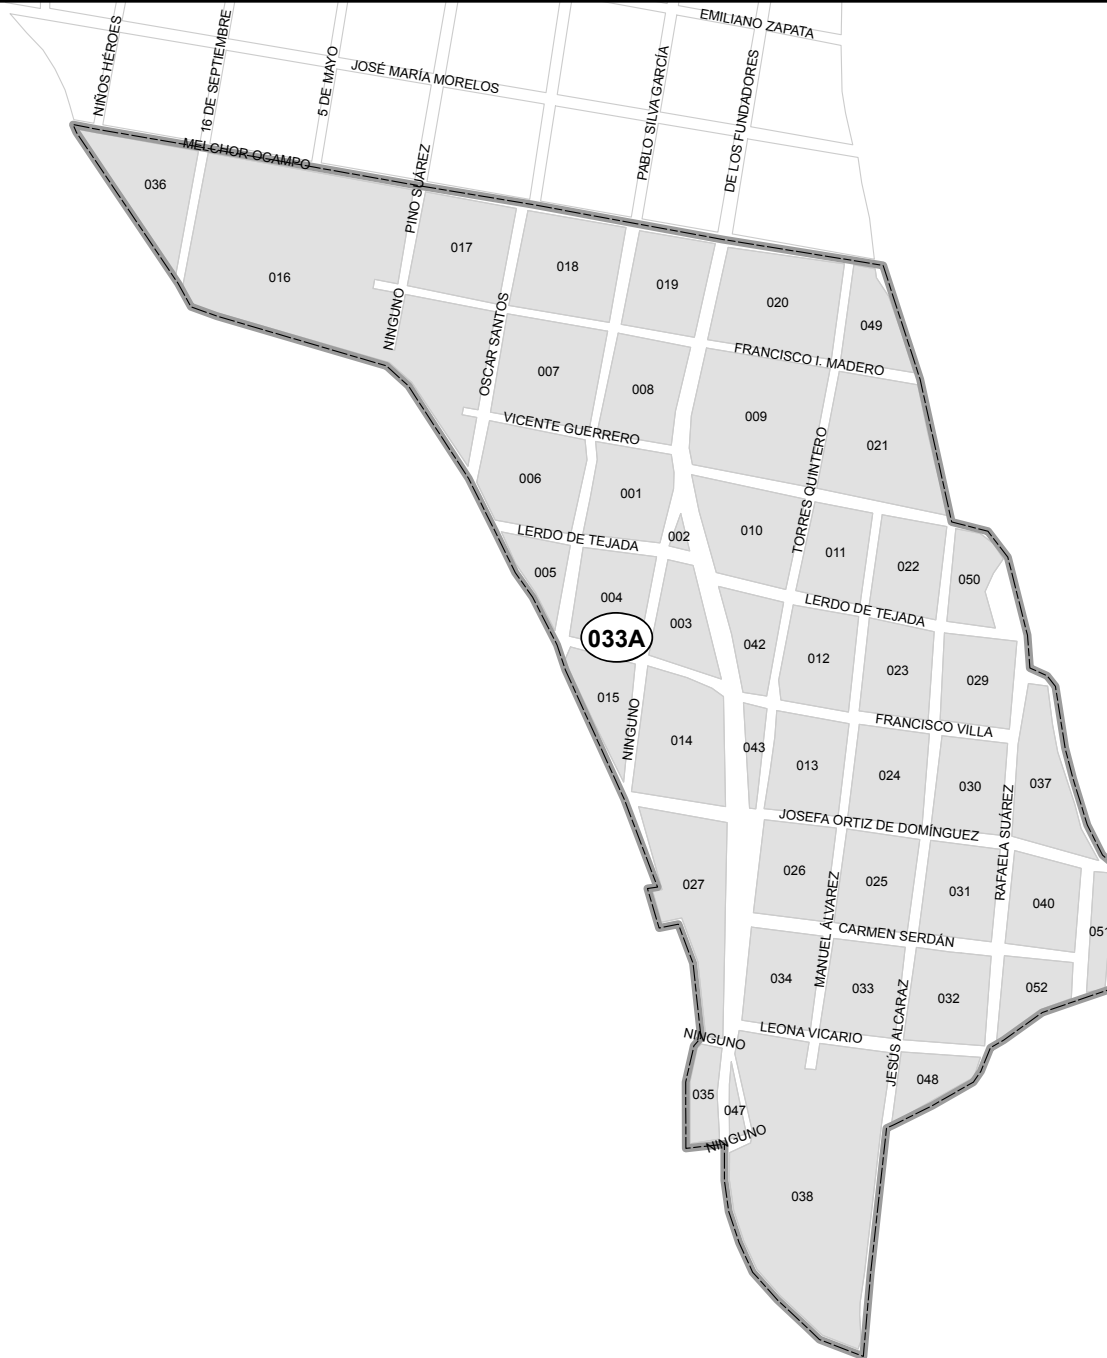 EMILIANO ZAPATA
NIÑOS HÉROES
16 DE SEPTIEMBRE
5 DE MAYO
JOSÉ MARÍA MORELOS
PABLO SILVA GARCÍA
DE LOS FUNDADORES
MELCHOR OCAMPO
PINO SUÁREZ
036
016
017
018
019
020
049
NINGUNO
OSCAR SANTOS
FRANCISCO I. MADERO
007
008
009
021
VICENTE GUERRERO
TORRES QUINTERO
006
001
002
010
011
022
050
LERDO DE TEJADA
005
004
003
LERDO DE TEJADA
033A
042
012
023
029
015
NINGUNO
014
043
FRANCISCO VILLA
013
024
030
037
RAFAELA SUÁREZ
JOSEFA ORTIZ DE DOMÍNGUEZ
027
026
025
031
040
051
MANUEL ÁLVAREZ
CARMEN SERDÁN
034
033
032
052
JESÚS ALCARAZ
NINGUNO
LEONA VICARIO
035
047
048
NINGUNO
038